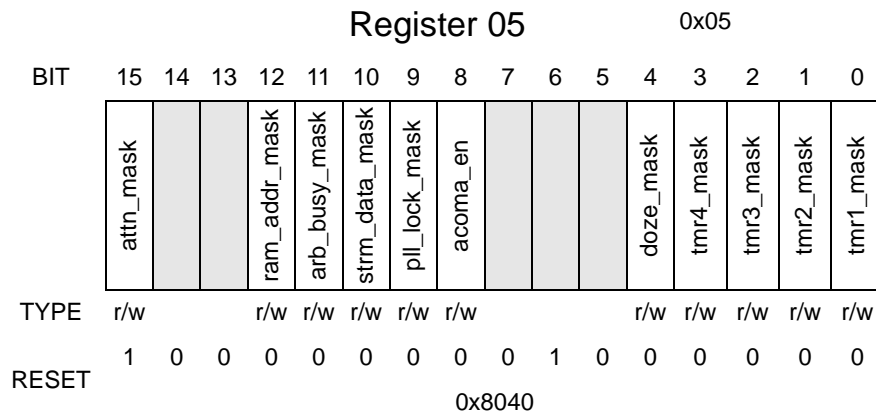 Register 05 0x05
BIT 15 14 13 12 11 10 9 8 7 6 5 4 3 2 1 0
attn_mask ram_addr_mask arb_busy_mask strm_data_mask pll_lock_mask acoma_en doze_mask tmr4_mask tmr3_mask tmr2_mask tmr1_mask
TYPE r/w r/w r/w r/w r/w r/w r/w r/w r/w r/w r/w
RESET 1 0 0 0 0 0 0 0 0 1 0 0 0 0 0 0
0x8040